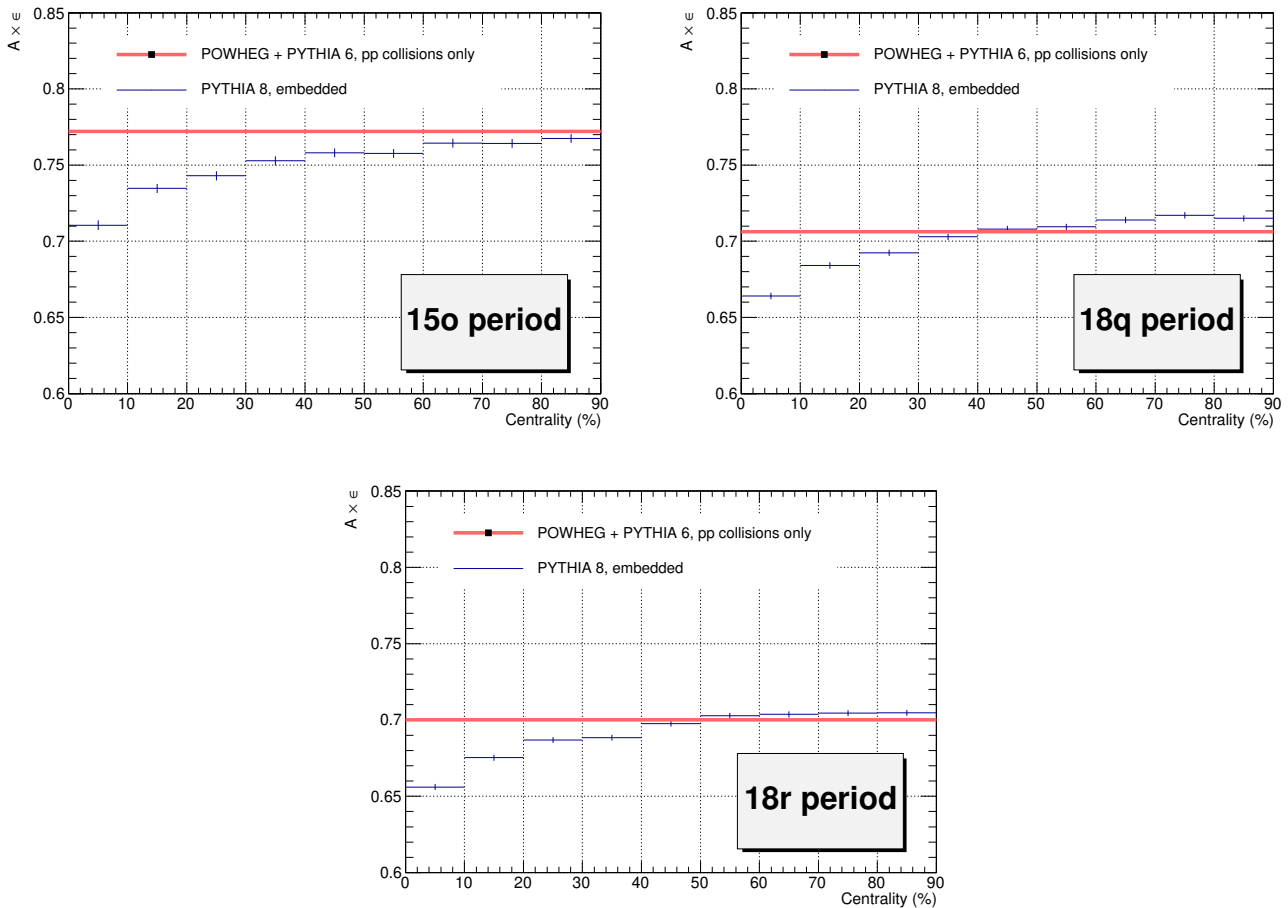 A × ϵ
0.85
0.8
0.75
0.7
0.65
0.6
POWHEG + PYTHIA 6, pp collisions only
PYTHIA 8, embedded
15o period
0 10 20 30 40 50 60 70 80 90
Centrality (%)
A × ϵ
0.85
0.8
0.75
0.7
0.65
0.6
POWHEG + PYTHIA 6, pp collisions only
PYTHIA 8, embedded
18q period
0 10 20 30 40 50 60 70 80 90
Centrality (%)
A × ϵ
0.85
0.8
0.75
0.7
0.65
0.6
POWHEG + PYTHIA 6, pp collisions only
PYTHIA 8, embedded
18r period
0 10 20 30 40 50 60 70 80 90
Centrality (%)